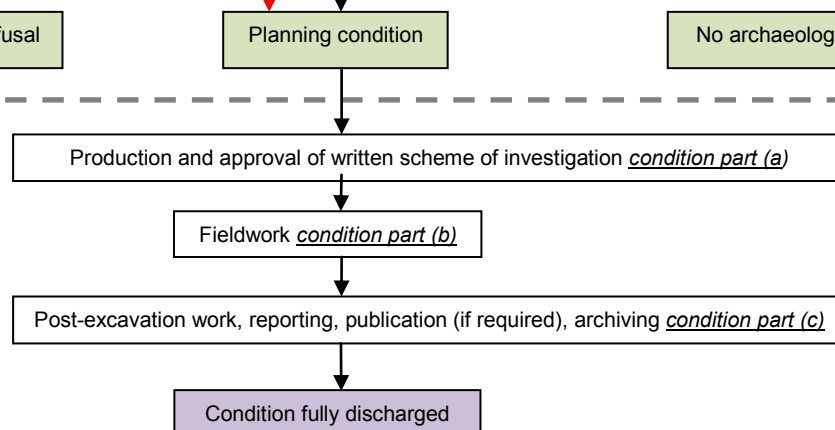 fusal
Planning condition
No archaeolog
Production and approval of written scheme of investigation condition part (a)
Fieldwork condition part (b)
Post-excavation work, reporting, publication (if required), archiving condition part (c)
Condition fully discharged